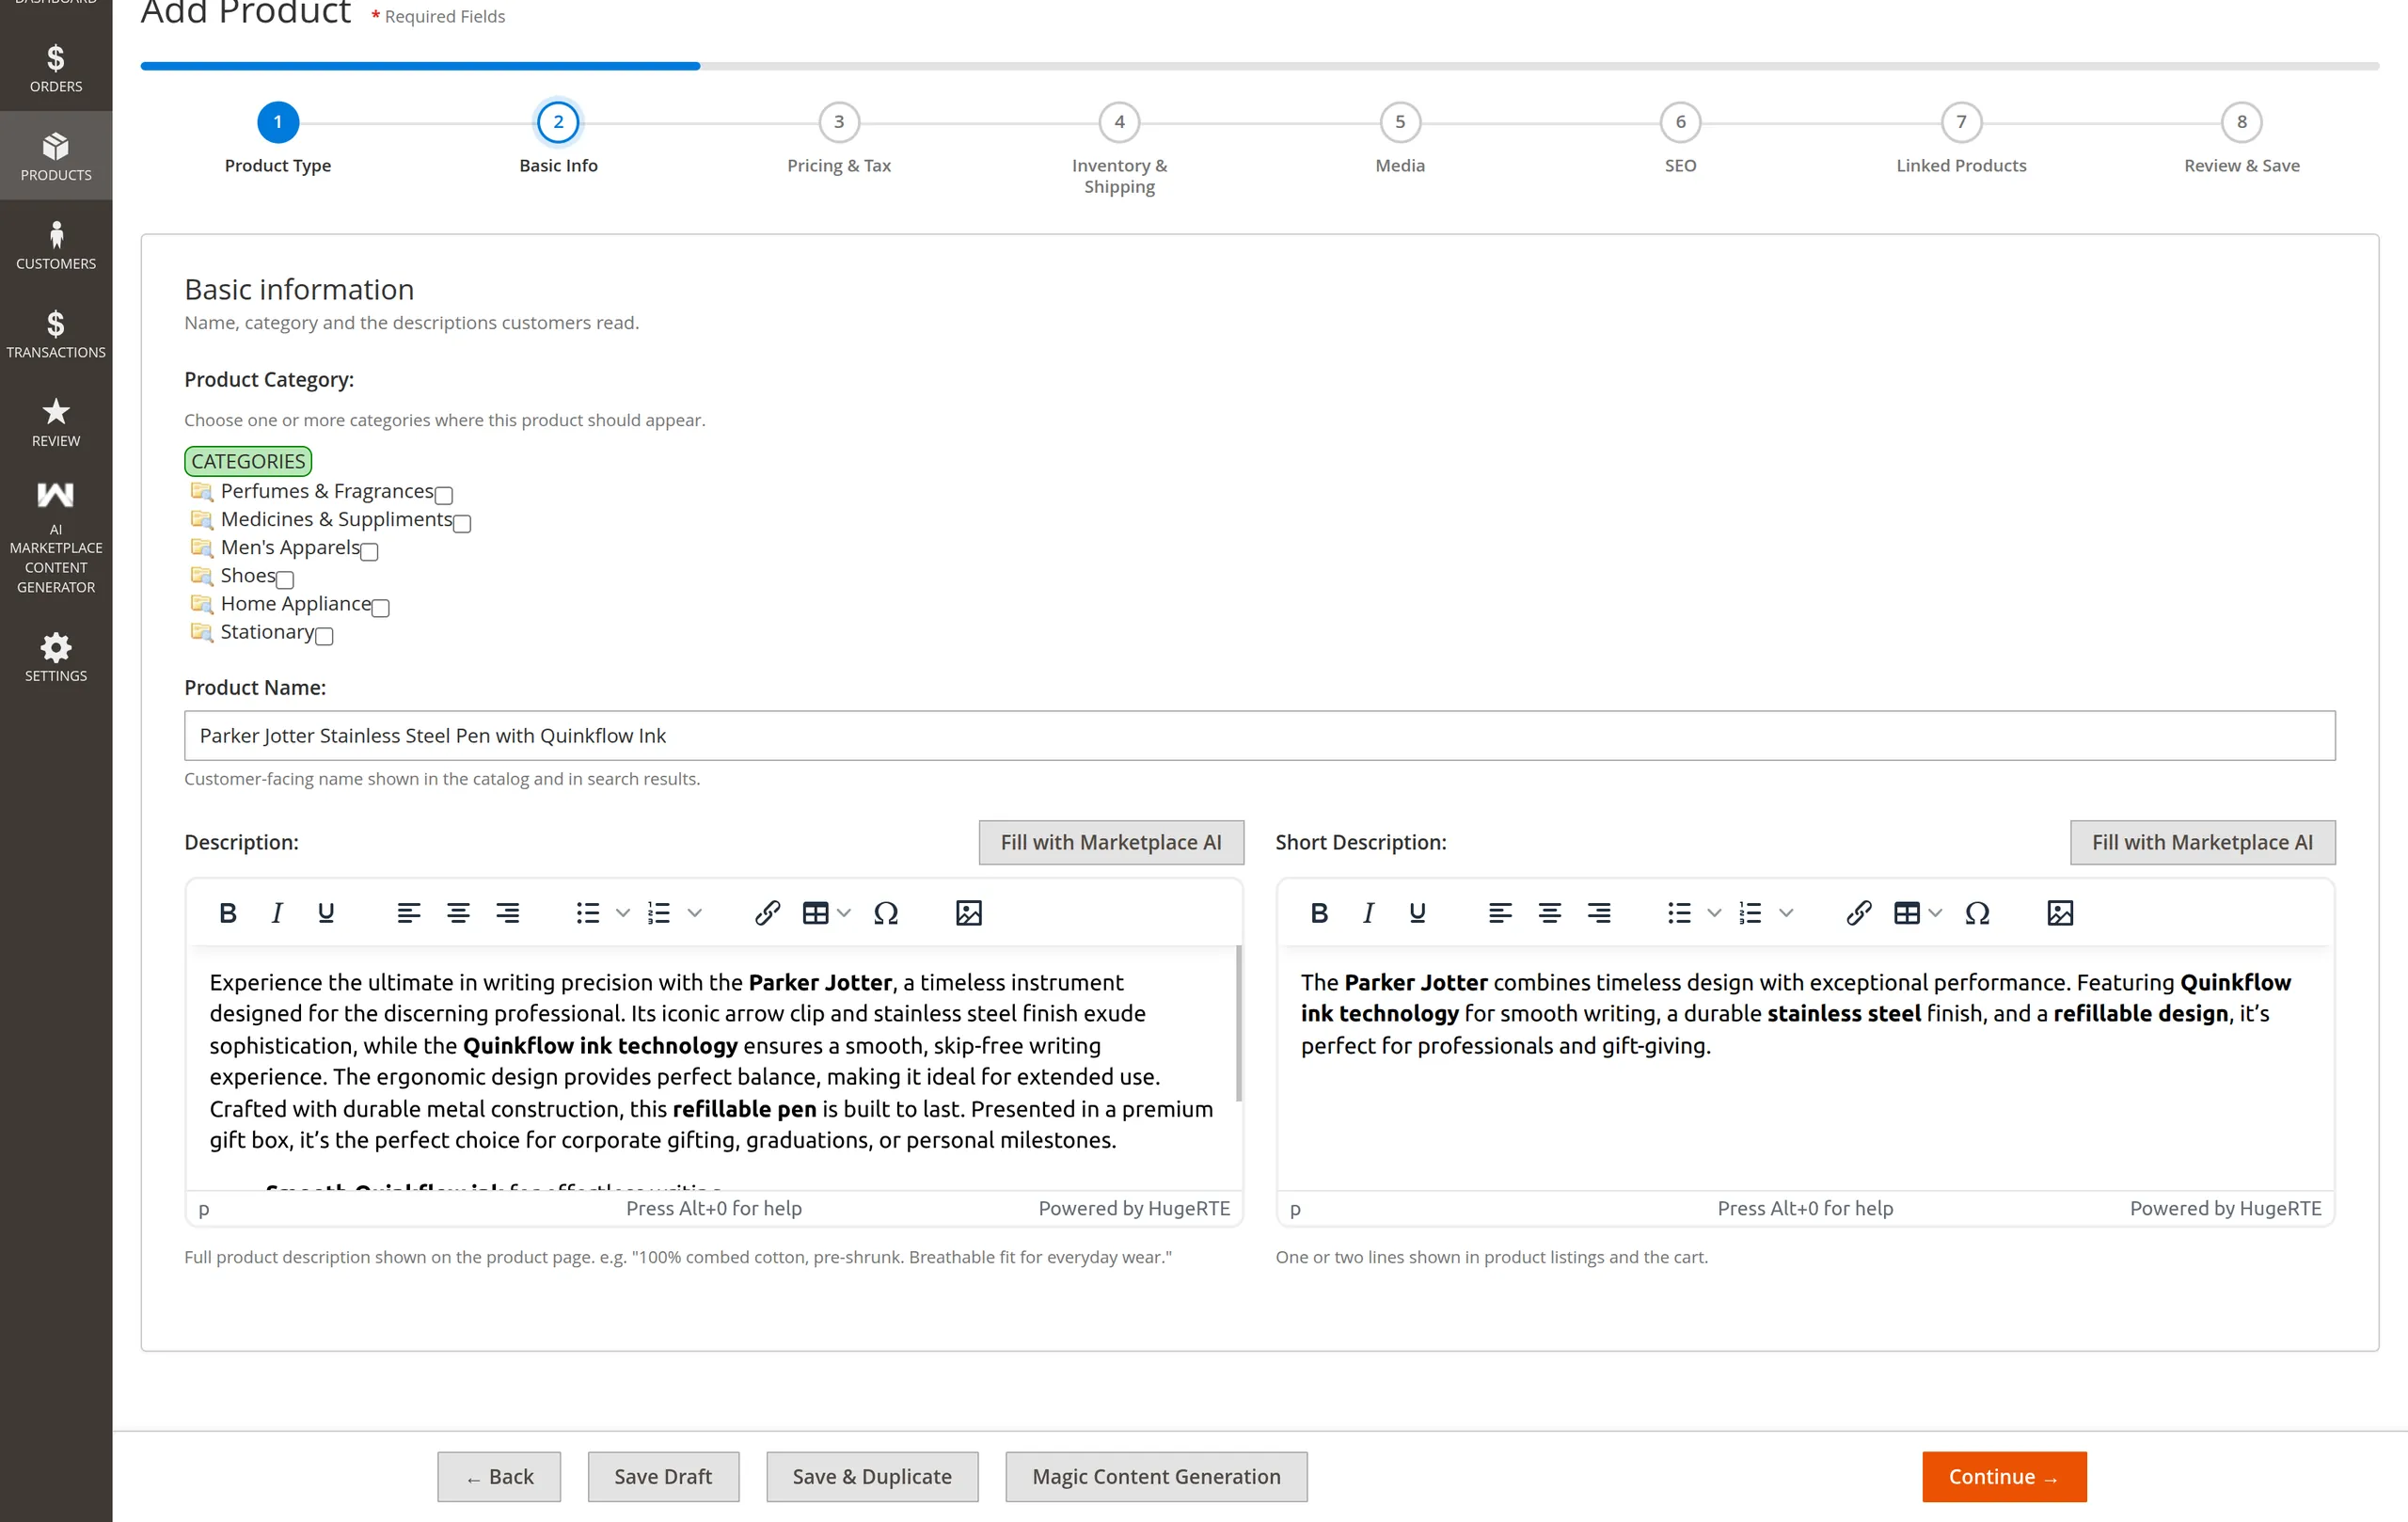 DASHBOARD
Add Product * Required Fields
ORDERS
PRODUCTS
CUSTOMERS
TRANSACTIONS
REVIEW
AI
MARKETPLACE
CONTENT
GENERATOR
SETTINGS
1 2 3 4 5 6 7 8
Product Type Basic Info Pricing & Tax Inventory & Media SEO Linked Products Review & Save
Shipping
Basic information
Name, category and the descriptions customers read.
Product Category:
Choose one or more categories where this product should appear.
CATEGORIES
Perfumes & Fragrances
Medicines & Suppliments
Men's Apparels
Shoes
Home Appliance
Stationary
Product Name:
Parker Jotter Stainless Steel Pen with Quinkflow Ink
Customer-facing name shown in the catalog and in search results.
Description: Fill with Marketplace AI
Experience the ultimate in writing precision with the Parker Jotter, a timeless instrument
designed for the discerning professional. Its iconic arrow clip and stainless steel finish exude
sophistication, while the Quinkflow ink technology ensures a smooth, skip-free writing
experience. The ergonomic design provides perfect balance, making it ideal for extended use.
Crafted with durable metal construction, this refillable pen is built to last. Presented in a premium
gift box, it’s the perfect choice for corporate gifting, graduations, or personal milestones.
Smooth Quinkflow ink for effortless writing
p Press Alt+0 for help Powered by HugeRTE
Full product description shown on the product page. e.g. "100% combed cotton, pre-shrunk. Breathable fit for everyday wear."
Short Description: Fill with Marketplace AI
The Parker Jotter combines timeless design with exceptional performance. Featuring Quinkflow
ink technology for smooth writing, a durable stainless steel finish, and a refillable design, it’s
perfect for professionals and gift-giving.
p Press Alt+0 for help Powered by HugeRTE
One or two lines shown in product listings and the cart.
← Back Save Draft Save & Duplicate Magic Content Generation Continue →